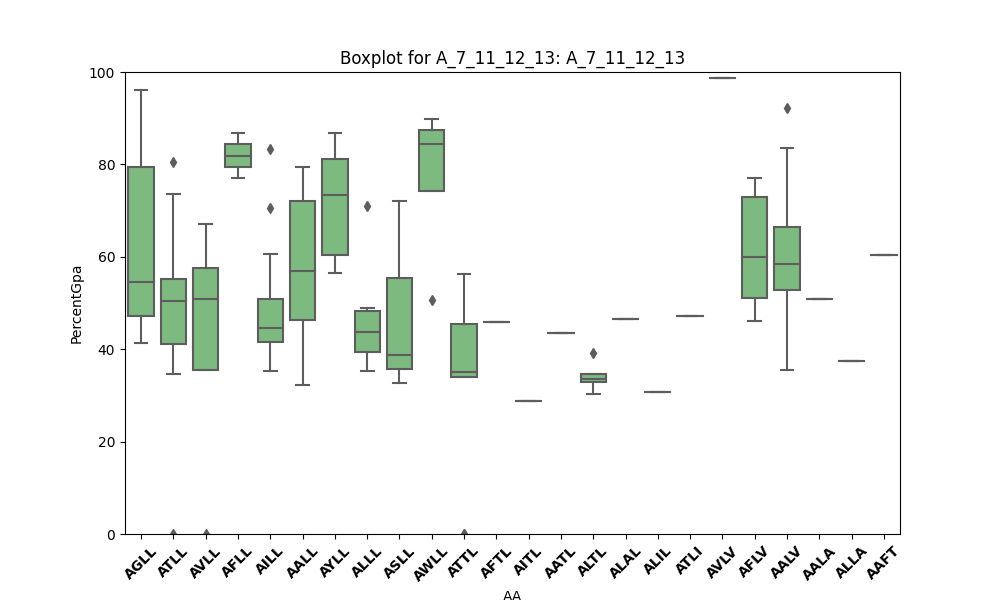 Boxplot for A_7_11_12_13: A_7_11_12_13
100
80
60
40
20
0
PercentGpa
AGLL ATLL AVLL AFLL AILL AALL AYLL ALLL ASLL AWLL ATTL AFTL AITL AATL ALTL ALAL ALIL ATLI AVLV AFLV AALV AALA ALLA AAFT
AA